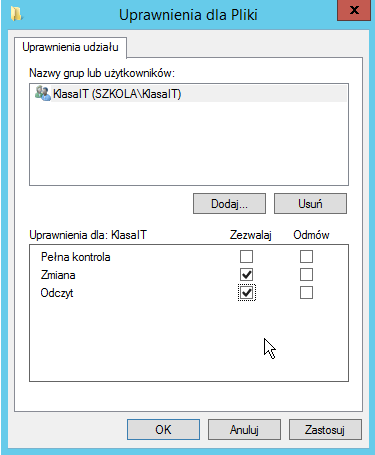 Uprawnienia dla Pliki
x
Uprawnienia udziału
Nazwy grup lub użytkowników:
KlasaIT (SZKOLA\KlasaIT)
Dodaj... Usuń
Uprawnienia dla: KlasaIT Zezwalaj Odmów
Pełna kontrola
Zmiana
Odczyt
OK Anuluj Zastosuj